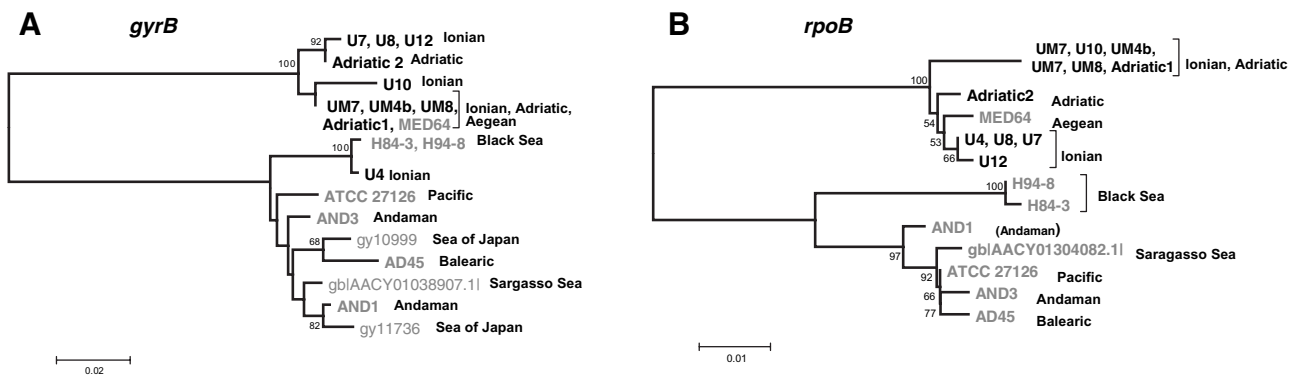 A gyrB
92 U7, U8, U12 Ionian
Adriatic 2 Adriatic
100
U10 Ionian
UM7, UM4b, UM8, Ionian, Adriatic,
Adriatic1, MED64 Aegean
100 H84-3, H94-8 Black Sea
U4 Ionian
ATCC 27126 Pacific
AND3 Andaman
68 gy10999 Sea of Japan
AD45 Balearic
gb|AACY01038907.1| Sargasso Sea
AND1 Andaman
82 gy11736 Sea of Japan
0.02
B rpoB
UM7, U10, UM4b,
UM7, UM8, Adriatic1 Ionian, Adriatic
100
Adriatic2 Adriatic
54 MED64 Aegean
53 U4, U8, U7
Ionian
66 U12
100 H94-8
Black Sea
H84-3
AND1 (Andaman)
97 gb|AACY01304082.1| Saragasso Sea
92 ATCC 27126 Pacific
66 AND3 Andaman
77 AD45 Balearic
0.01